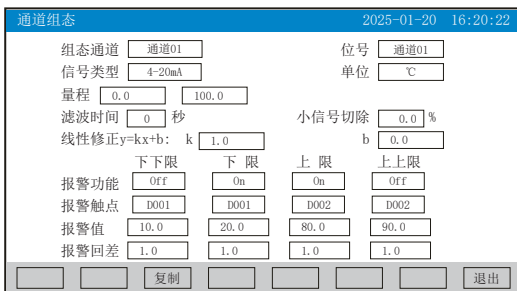 通道组态 2025-01-20 16:20:22
组态通道 通道01 位号 通道01
信号类型 4-20mA 单位 ℃
量程 0.0 100.0
滤波时间 0 秒 小信号切除 0.0 %
线性修正y=kx+b: k 1.0 b 0.0
下下限 下 限 上 限 上上限
报警功能 Off On On Off
报警触点 DO01 DO01 DO02 DO02
报警值 10.0 20.0 80.0 90.0
报警回差 1.0 1.0 1.0 1.0
复制 退出